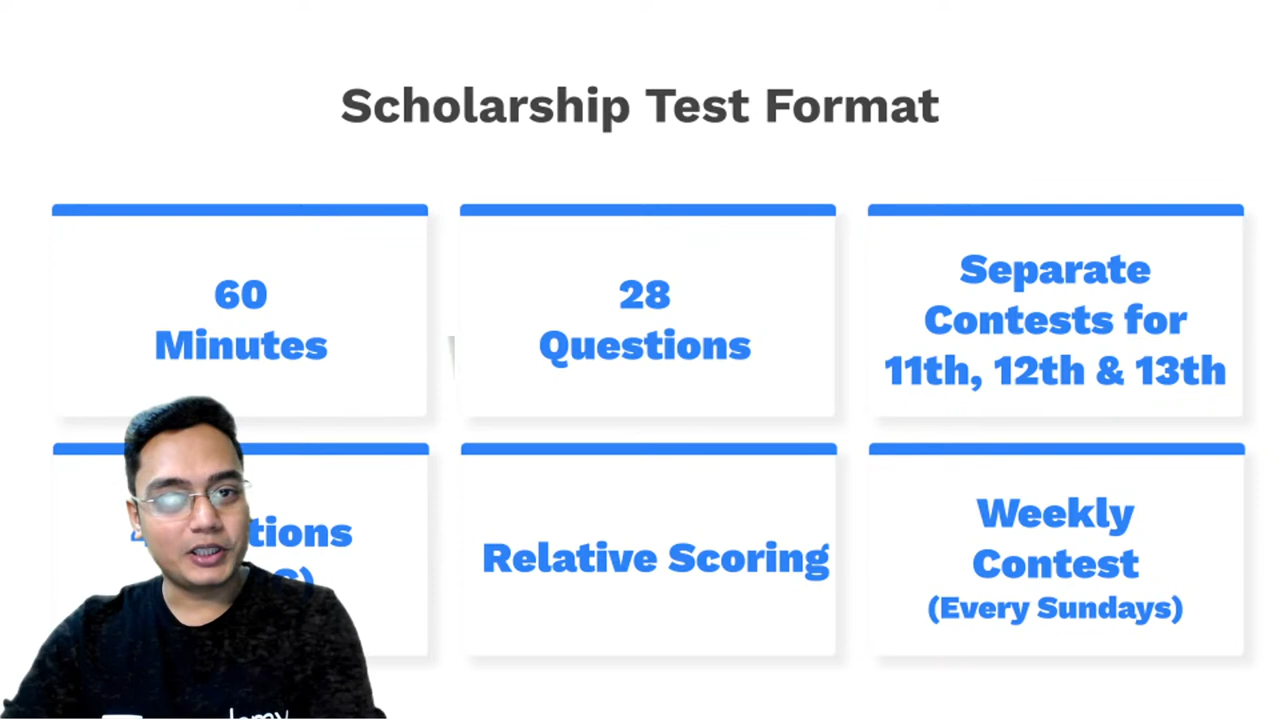 Scholarship Test Format
60
Minutes
28
Questions
Separate
Contests for
11th, 12th & 13th
Relative Scoring
Weekly
Contest
(Every Sundays)